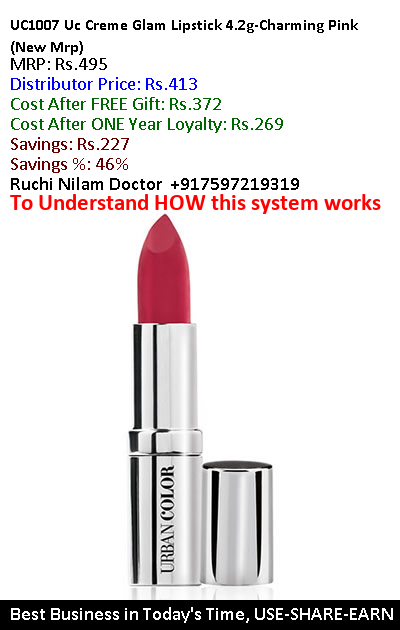 UC1007 Uc Creme Glam Lipstick 4.2g-Charming Pink
(New Mrp)
MRP: Rs.495
Distributor Price: Rs.413
Cost After FREE Gift: Rs.372
Cost After ONE Year Loyalty: Rs.269
Savings: Rs.227
Savings %: 46%
Ruchi Nilam Doctor +917597219319
To Understand HOW this system works
URBAN COLOR
Best Business in Today's Time, USE-SHARE-EARN